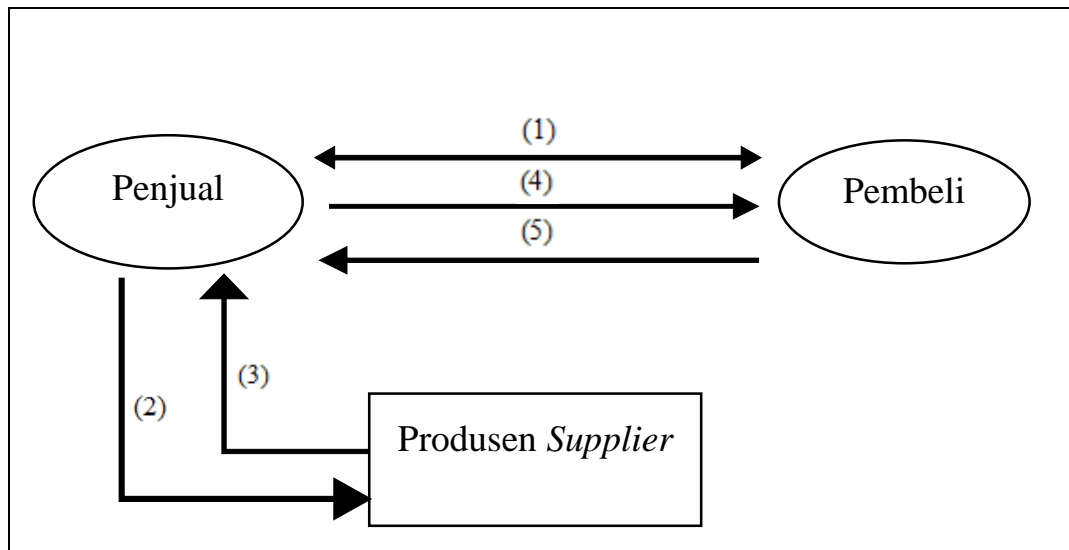 (1)
Penjual
(4)
Pembeli
(5)
(3)
(2)
Produsen Supplier